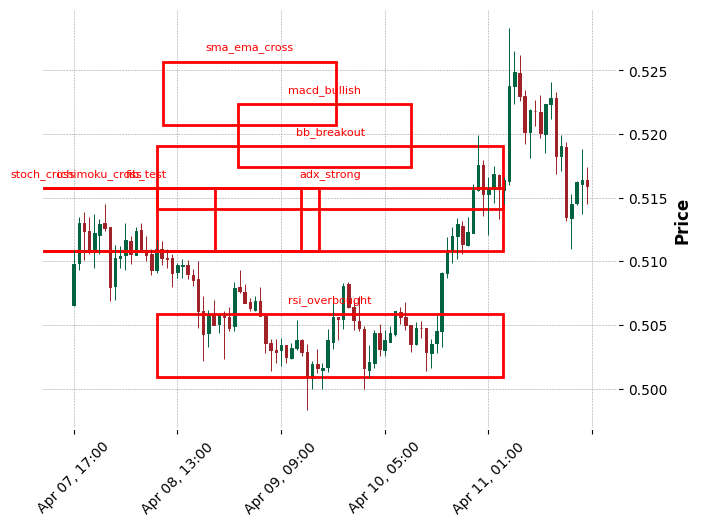 sma_ema_cross
macd_bullish
bb_breakout
stoch_cross
ichimoku_cross
fib_test
adx_strong
rsi_overbought
0.525
0.520
0.515
0.510
0.505
0.500
Price
Apr 07, 17:00
Apr 08, 13:00
Apr 09, 09:00
Apr 10, 05:00
Apr 11, 01:00